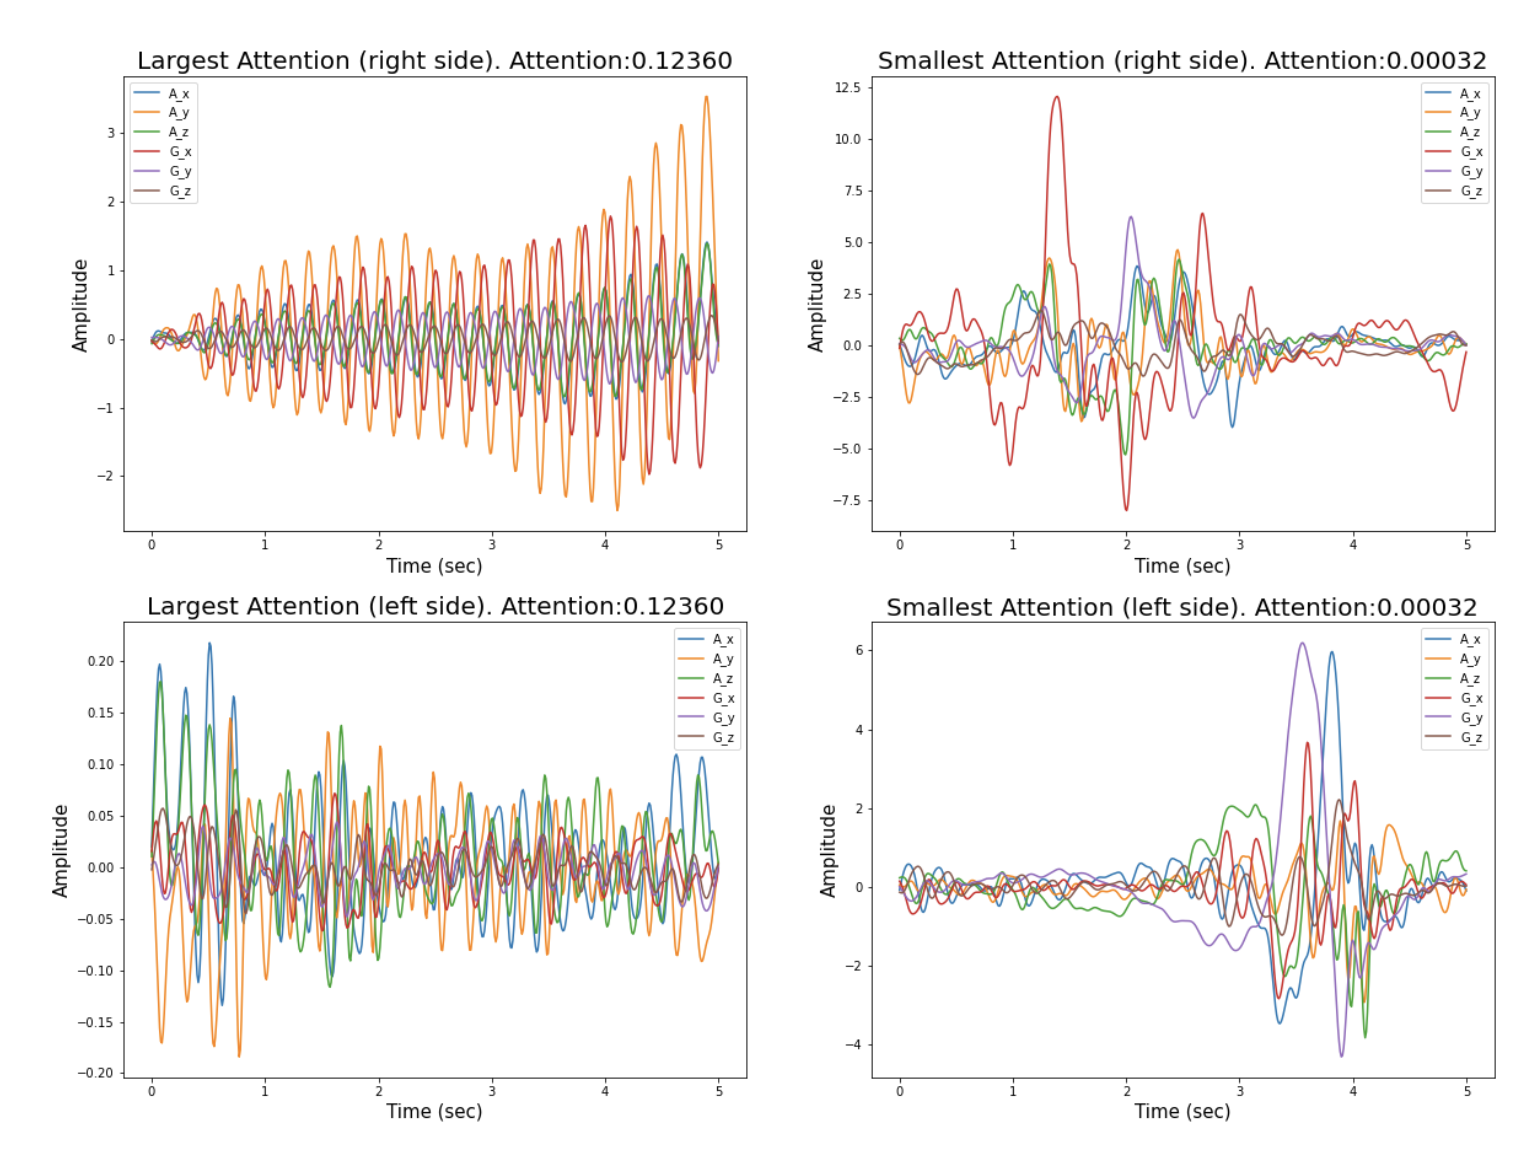 Largest Attention (right side). Attention:0.12360
A_x
A_y
A_z
G_x
G_y
G_z
3
2
1
0
−1
−2
Amplitude
0 1 2 3 4 5
Time (sec)
Smallest Attention (right side). Attention:0.00032
A_x
A_y
A_z
G_x
G_y
G_z
12.5
10.0
7.5
5.0
2.5
0.0
−2.5
−5.0
−7.5
Amplitude
0 1 2 3 4 5
Time (sec)
Largest Attention (left side). Attention:0.12360
A_x
A_y
A_z
G_x
G_y
G_z
0.20
0.15
0.10
0.05
0.00
−0.05
−0.10
−0.15
−0.20
Amplitude
0 1 2 3 4 5
Time (sec)
Smallest Attention (left side). Attention:0.00032
A_x
A_y
A_z
G_x
G_y
G_z
6
4
2
0
−2
−4
Amplitude
0 1 2 3 4 5
Time (sec)